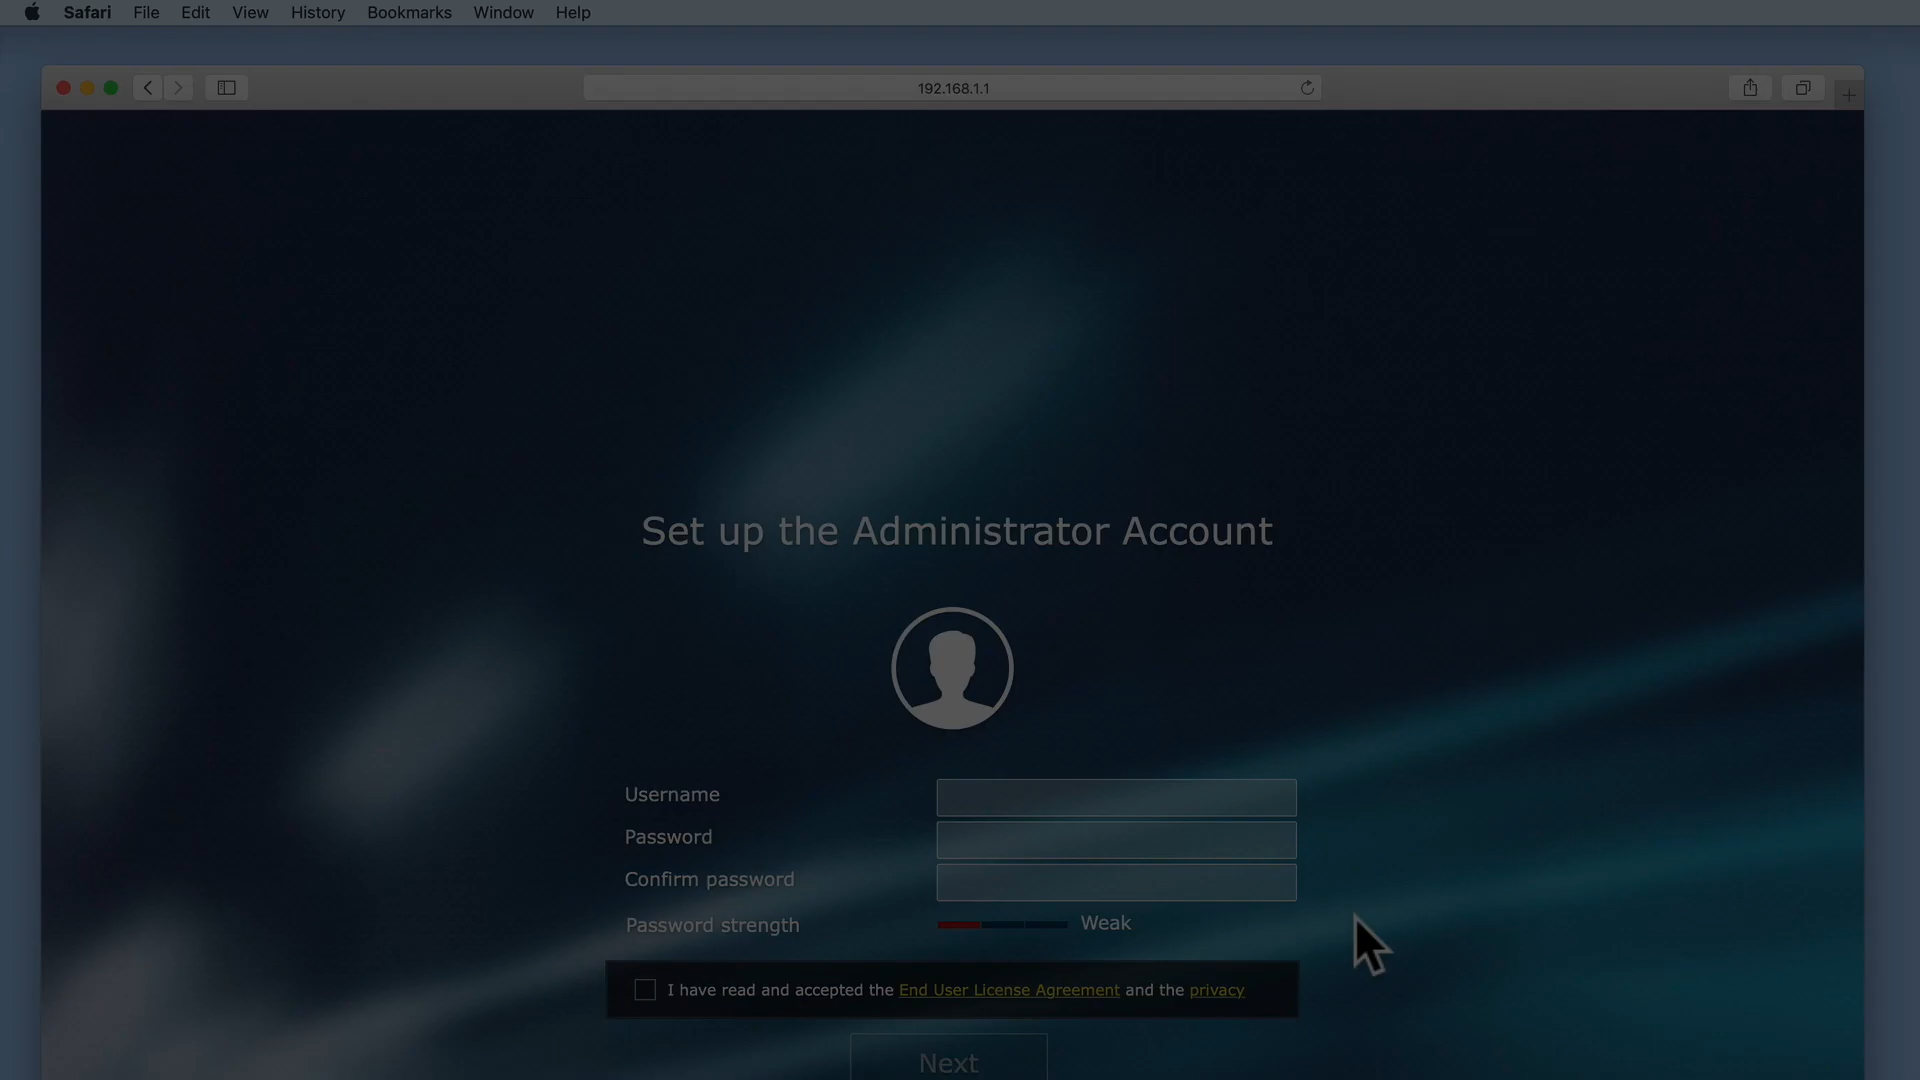 Safari File Edit View History Bookmarks Window Help
192.168.1.1
Set up the Administrator Account
Username
Password
Confirm password
Password strength Weak
I have read and accepted the End User License Agreement and the privacy
Next